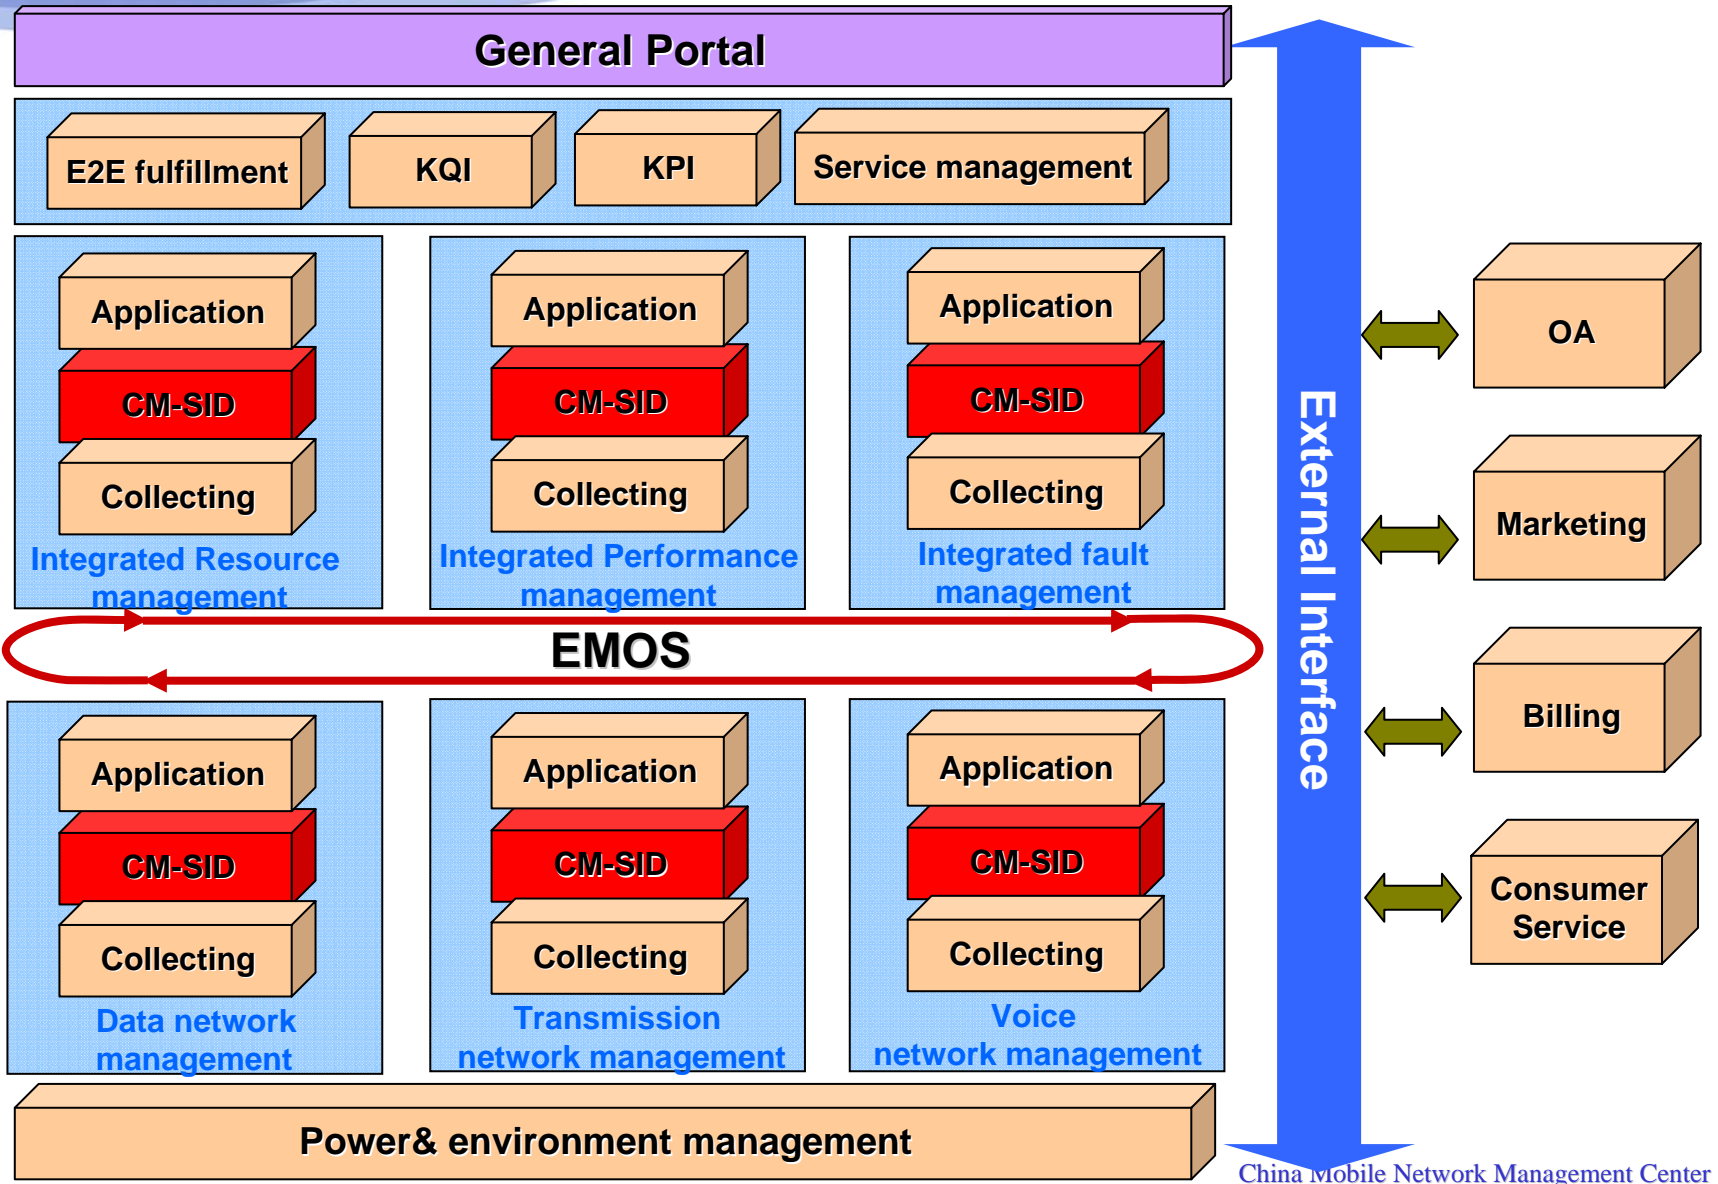 General Portal
E2E fulfillment
KQI
KPI
Service management
Application
CM-SID
Collecting
Integrated Resource
management
Application
CM-SID
Collecting
Integrated Performance
management
Application
CM-SID
Collecting
Integrated fault
management
EMOS
Application
CM-SID
Collecting
Data network
management
Application
CM-SID
Collecting
Transmission
network management
Application
CM-SID
Collecting
Voice
network management
Power& environment management
External Interface
OA
Marketing
Billing
Consumer
Service
China Mobile Network Management Center